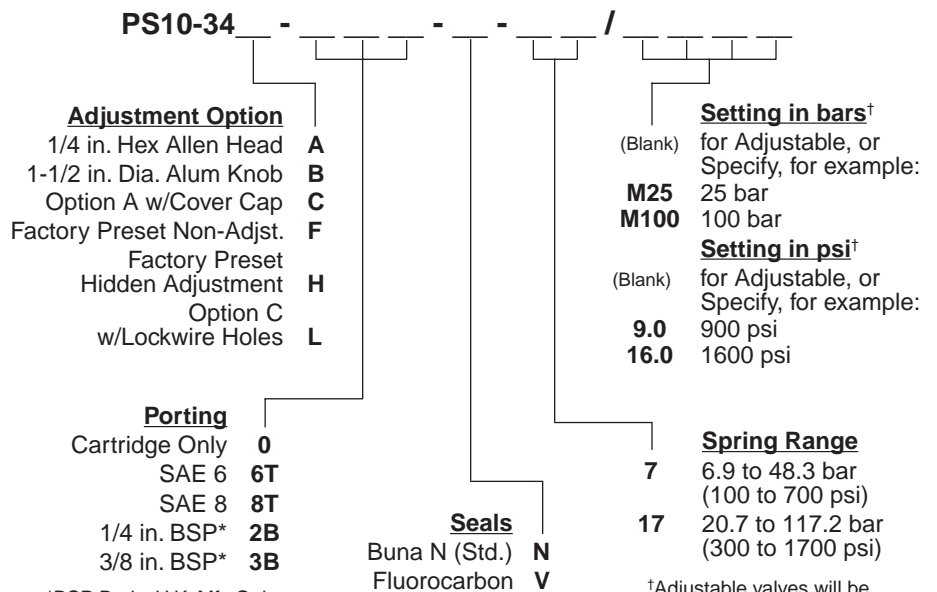 PS10-34__ - __ __ __ - __ - __ __ / __ __ __ __
Adjustment Option
1/4 in. Hex Allen Head A
1-1/2 in. Dia. Alum Knob B
Option A w/Cover Cap C
Factory Preset Non-Adjst. F
Factory Preset
Hidden Adjustment H
Option C
w/Lockwire Holes L
Porting
Cartridge Only 0
SAE 6 6T
SAE 8 8T
1/4 in. BSP* 2B
3/8 in. BSP* 3B
Seals
Buna N (Std.) N
Fluorocarbon V
Setting in bars†
(Blank) for Adjustable, or
Specify, for example:
M25 25 bar
M100 100 bar
Setting in psi†
(Blank) for Adjustable, or
Specify, for example:
9.0 900 psi
16.0 1600 psi
Spring Range
7 6.9 to 48.3 bar
(100 to 700 psi)
17 20.7 to 117.2 bar
(300 to 1700 psi)
†Adjustable valves will be